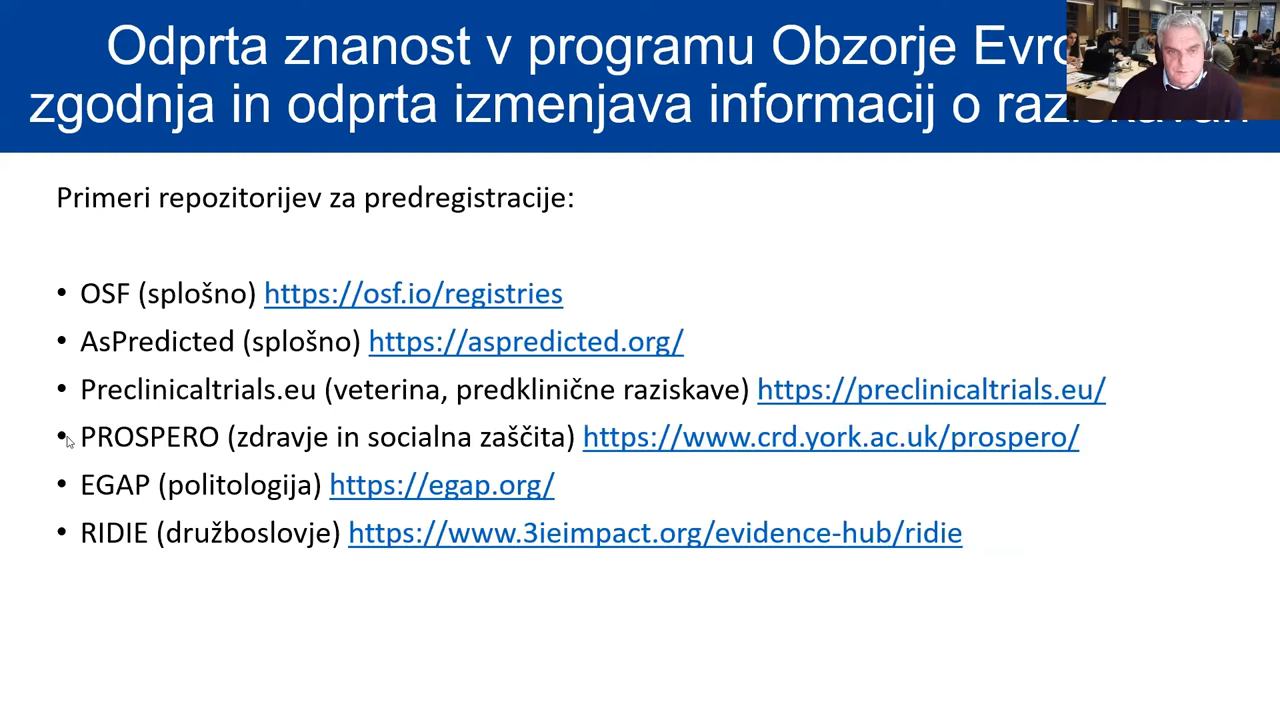 Odprta znanost v programu Obzorje
zgodnja in odprta izmenjava informacij o
Primeri repozitorijev za predregistracije:
• OSF (splošno) https://osf.io/registries
• AsPredicted (splošno) https://aspredicted.org/
• Preclinicaltrials.eu (veterina, predklinične raziskave) https://preclinicaltrials.eu/
• PROSPERO (zdravje in socialna zaščita) https://www.crd.york.ac.uk/prospero/
• EGAP (politologija) https://egap.org/
• RIDIE (družboslovje) https://www.3ieimpact.org/evidence-hub/ridie